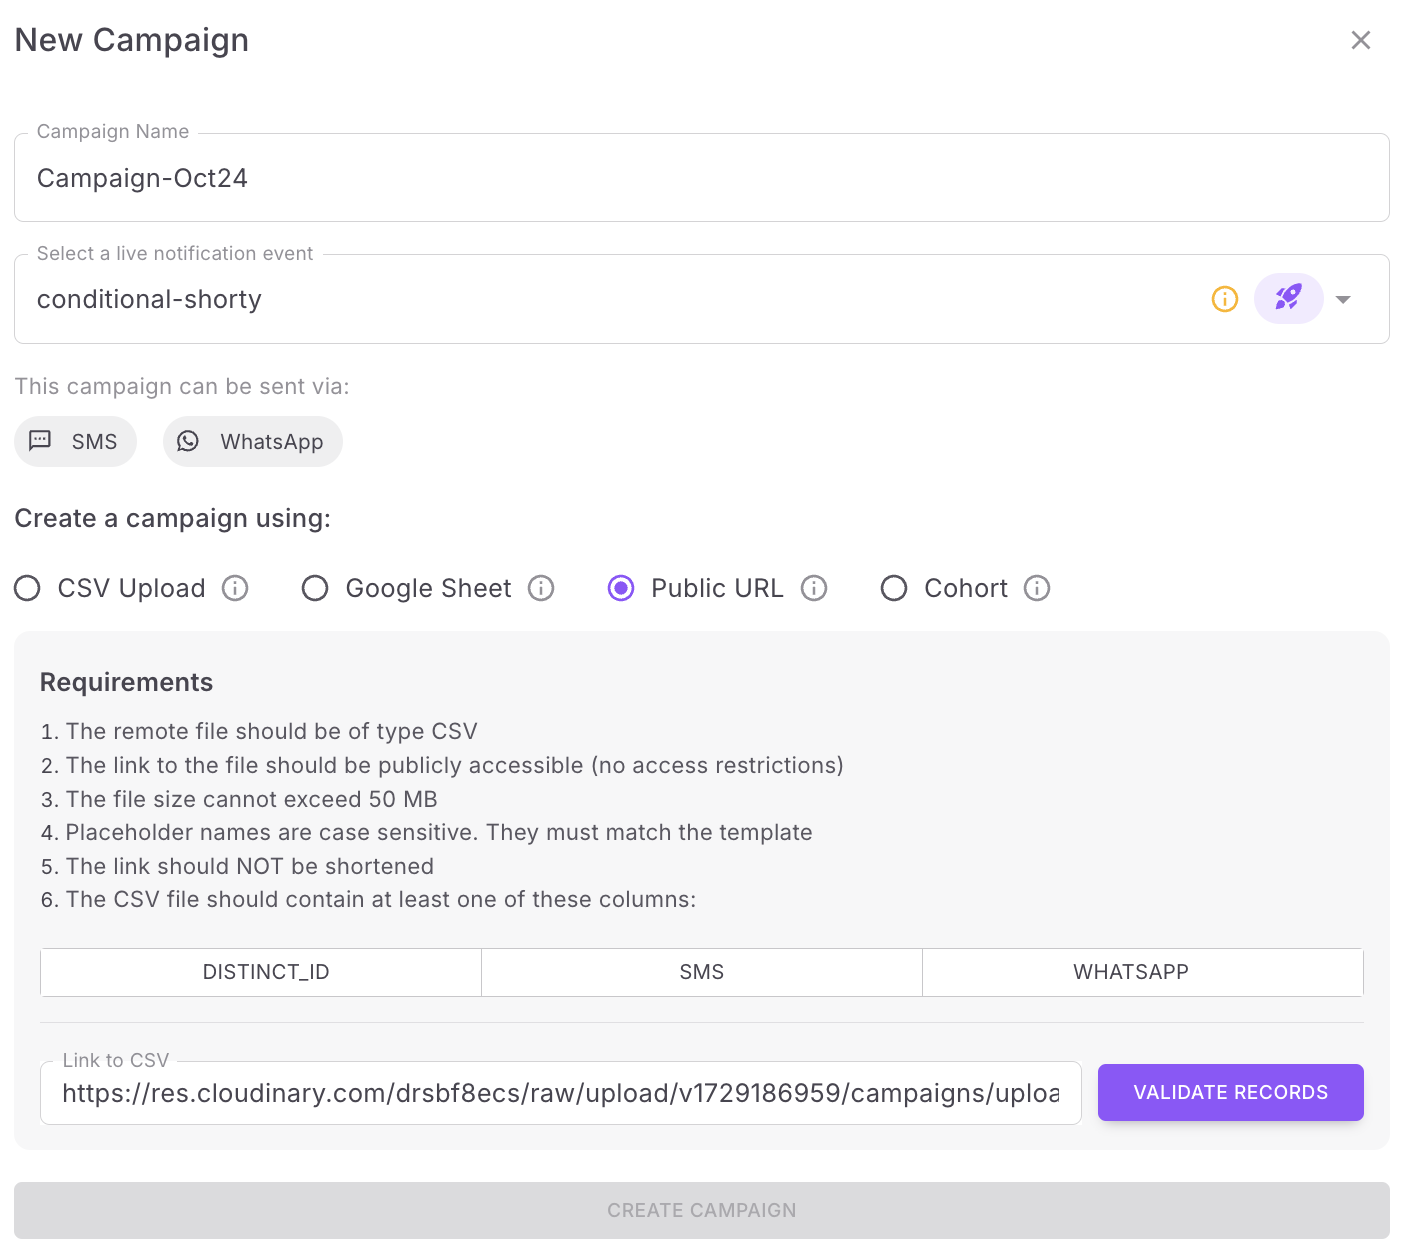 New Campaign
Campaign Name
Campaign-Oct24
Select a live notification event
conditional-shorty
This campaign can be sent via:
SMS WhatsApp
Create a campaign using:
CSV Upload Google Sheet Public URL Cohort
Requirements
1. The remote file should be of type CSV
2. The link to the file should be publicly accessible (no access restrictions)
3. The file size cannot exceed 50 MB
4. Placeholder names are case sensitive. They must match the template
5. The link should NOT be shortened
6. The CSV file should contain at least one of these columns:
DISTINCT_ID SMS WHATSAPP
Link to CSV
https://res.cloudinary.com/drsbf8ecs/raw/upload/v1729186959/campaigns/uploa
VALIDATE RECORDS
CREATE CAMPAIGN